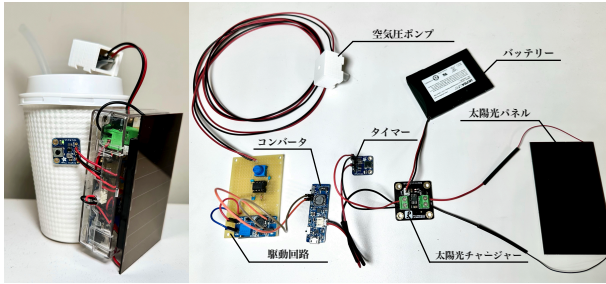 空気圧ポンプ
バッテリー
太陽光パネル
コンバータ
タイマー
駆動回路
太陽光チャージャー